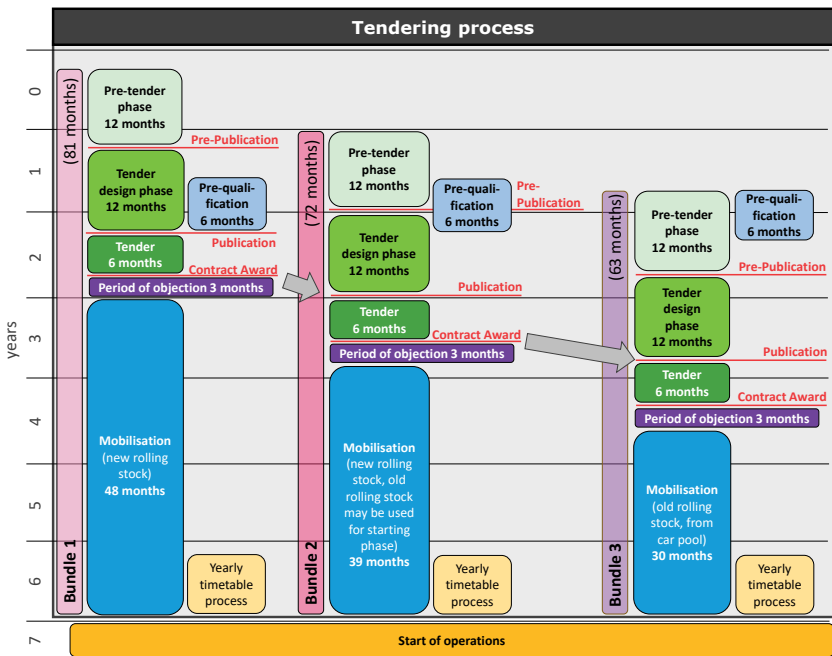 Tendering process
years
0
1
2
3
4
5
6
7
Bundle 1
(81 months)
Pre-tender
phase
12 months
Pre-Publication
Tender
design phase
12 months
Pre-quali-
fication
6 months
Publication
Tender
6 months
Contract Award
Period of objection 3 months
Mobilisation
(new rolling
stock)
48 months
Yearly
timetable
process
Bundle 2
(72 months)
Pre-tender
phase
12 months
Pre-quali-
fication
6 months
Pre-
Publication
Tender
design phase
12 months
Publication
Tender
6 months
Contract Award
Period of objection 3 months
Mobilisation
(new rolling
stock, old
rolling stock
may be used
for starting
phase)
39 months
Yearly
timetable
process
Bundle 3
(63 months)
Pre-tender
phase
12 months
Pre-quali-
fication
6 months
Pre-Publication
Tender
design
phase
12 months
Publication
Tender
6 months
Contract Award
Period of objection 3 months
Mobilisation
(old rolling
stock, from
car pool)
30 months
Yearly
timetable
process
Start of operations